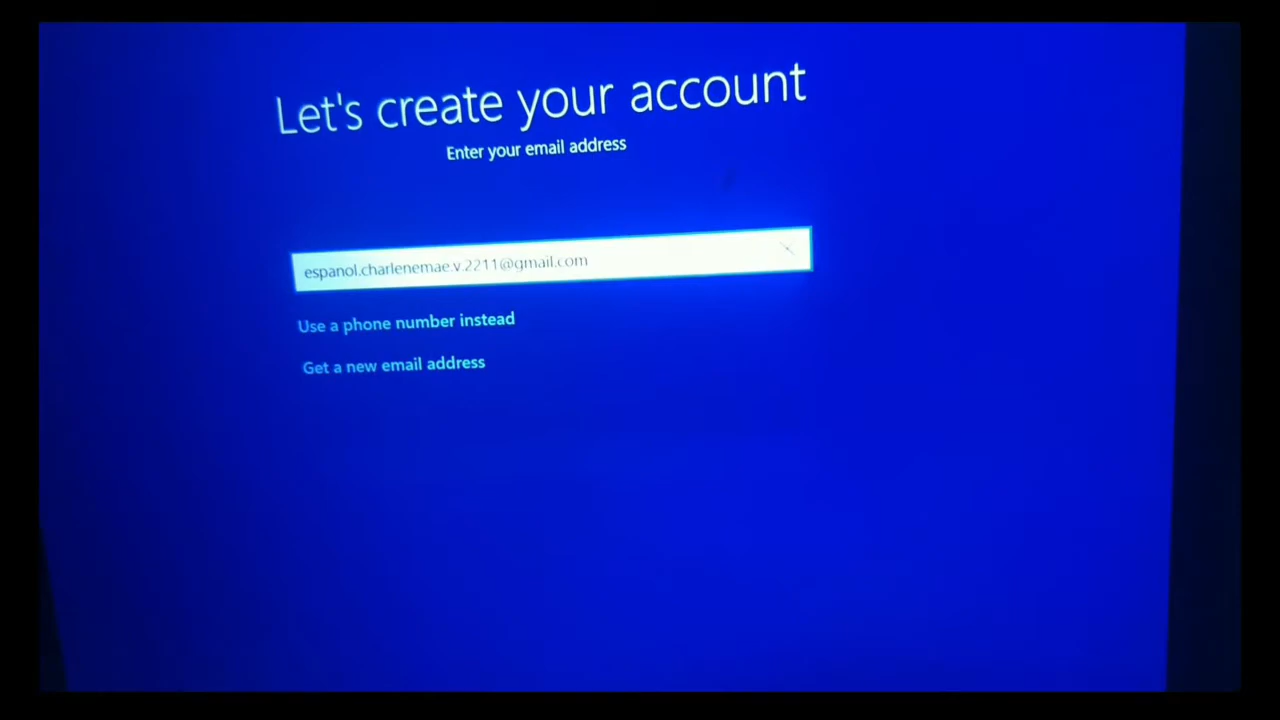 Let's create your account
Enter your email address
espanol.charlenemae.v.2211@gmail.com
Use a phone number instead
Get a new email address